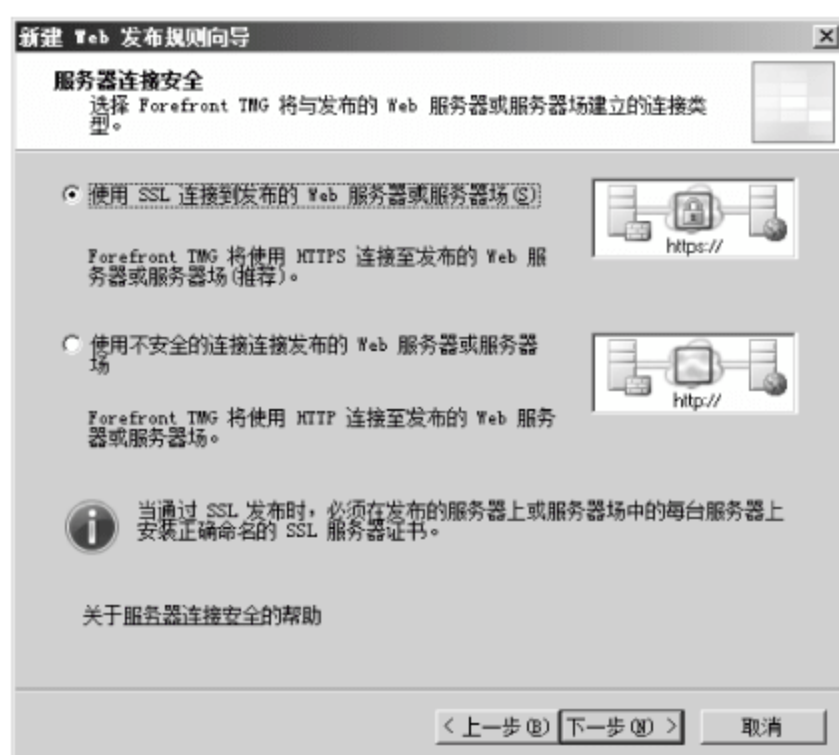 新建 Web 发布规则向导
服务器连接安全
选择 Forefront TMG 将与发布的 Web 服务器或服务器场建立的连接类
型。
使用 SSL 连接到发布的 Web 服务器或服务器场(S)
https://
Forefront TMG 将使用 HTTPS 连接至发布的 Web 服
务器或服务器场(推荐)。
使用不安全的连接连接发布的 Web 服务器或服务器
场
http://
Forefront TMG 将使用 HTTP 连接至发布的 Web 服务
器或服务器场。
当通过 SSL 发布时，必须在发布的服务器上或服务器场中的每台服务器上
安装正确命名的 SSL 服务器证书。
关于服务器连接安全的帮助
< 上一步(B) 下一步(N) > 取消